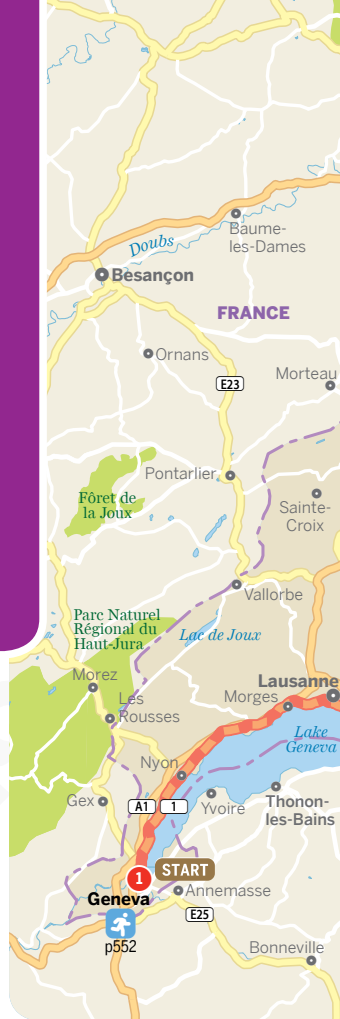 Doubs
Baume-
les-Dames
Besançon
FRANCE
Ornans
Morteau
E23
Pontarlier
Fôret de
la Joux
Sainte-
Croix
Vallorbe
Parc Naturel
Régional du
Haut-Jura
Lac de Joux
Morez
Lausanne
Les
Rousses
Morges
Lake
Geneva
Nyon
Gex
A1
1
Yvoire
Thonon-
les-Bains
1
START
Geneva
Annemasse
E25
p552
Bonneville